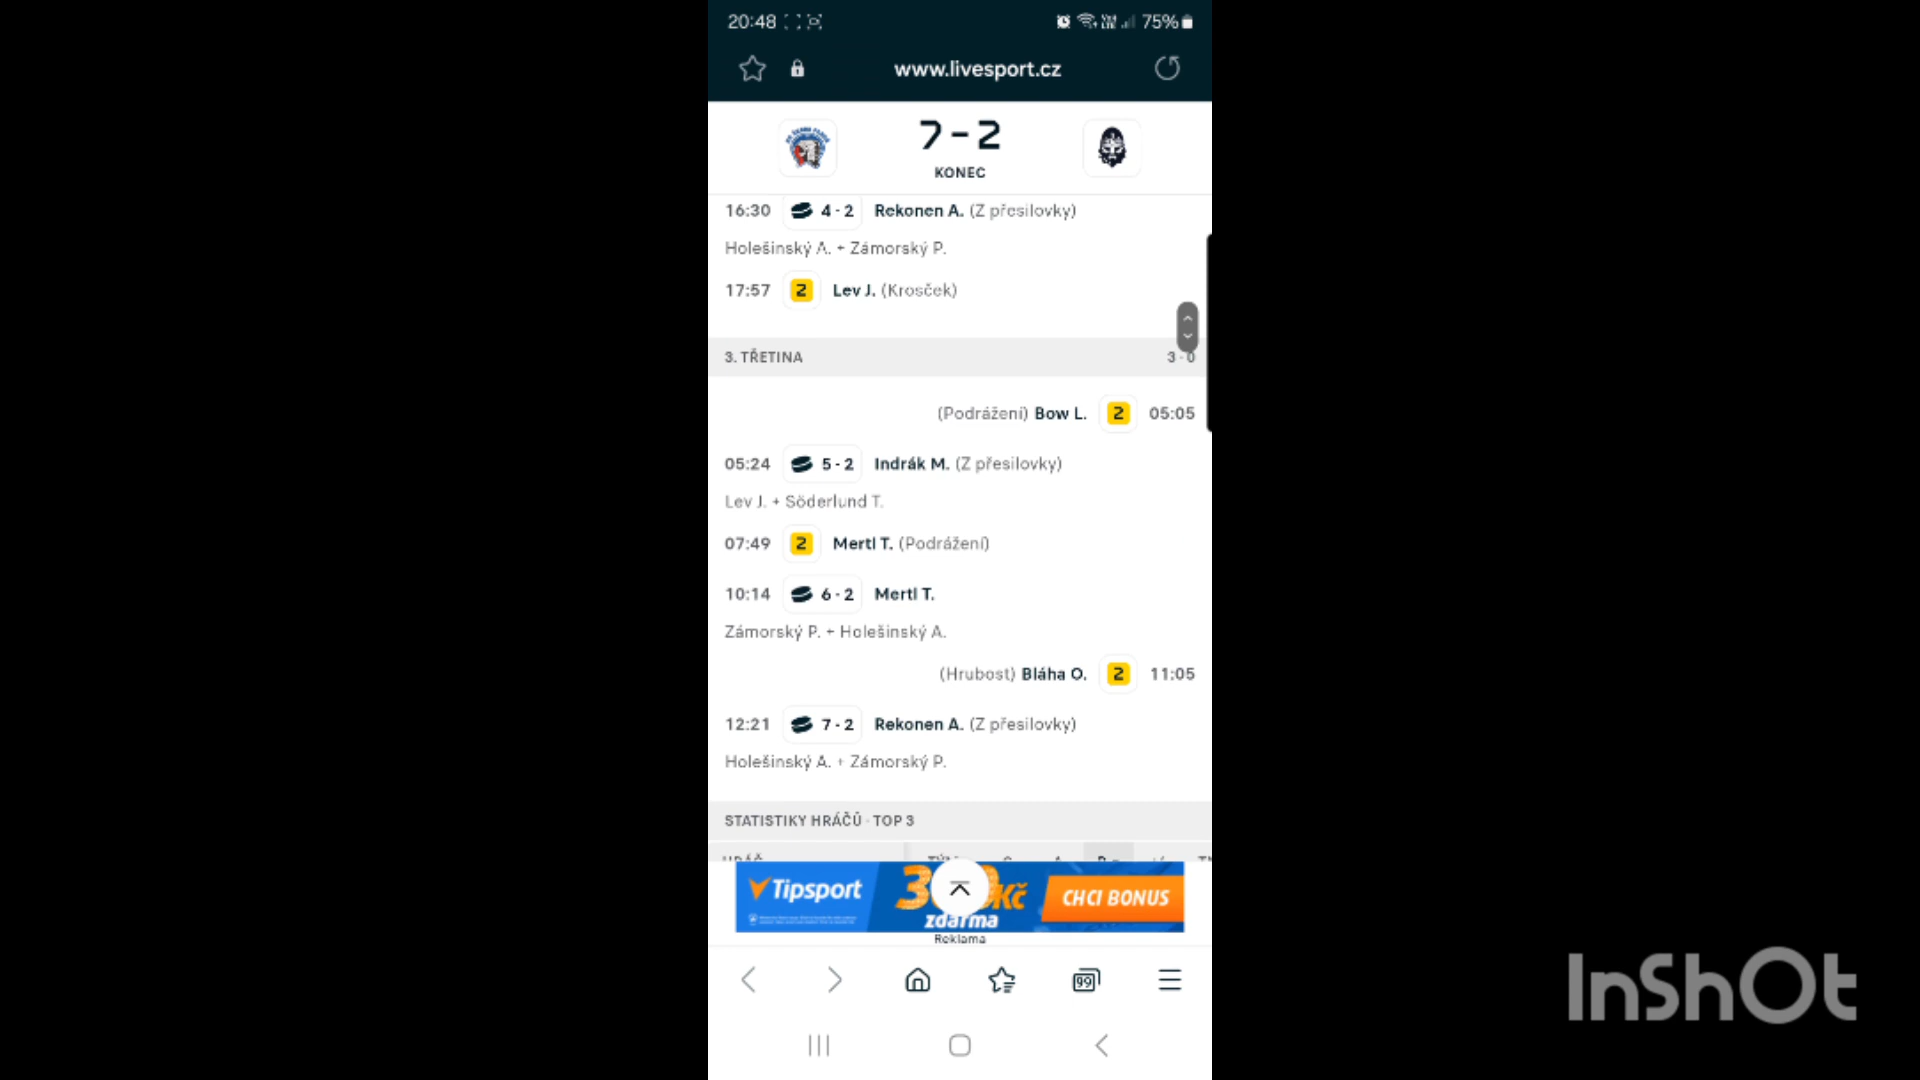 20:48
75%
www.livesport.cz
7 - 2
KONEC
16:30 4 - 2 Rekonen A. (Z přesilovky)
Holešinský A. + Zámorský P.
17:57 2 Lev J. (Krosček)
3. TŘETINA 3 - 0
(Podrážení) Bow L. 2 05:05
05:24 5 - 2 Indrák M. (Z přesilovky)
Lev J. + Söderlund T.
07:49 2 Mertl T. (Podrážení)
10:14 6 - 2 Mertl T.
Zámorský P. + Holešinský A.
(Hrubost) Bláha O. 2 11:05
12:21 7 - 2 Rekonen A. (Z přesilovky)
Holešinský A. + Zámorský P.
STATISTIKY HRÁČŮ - TOP 3
Tipsport
Kč
zdarma
CHCI BONUS
Reklama
99
InShOt